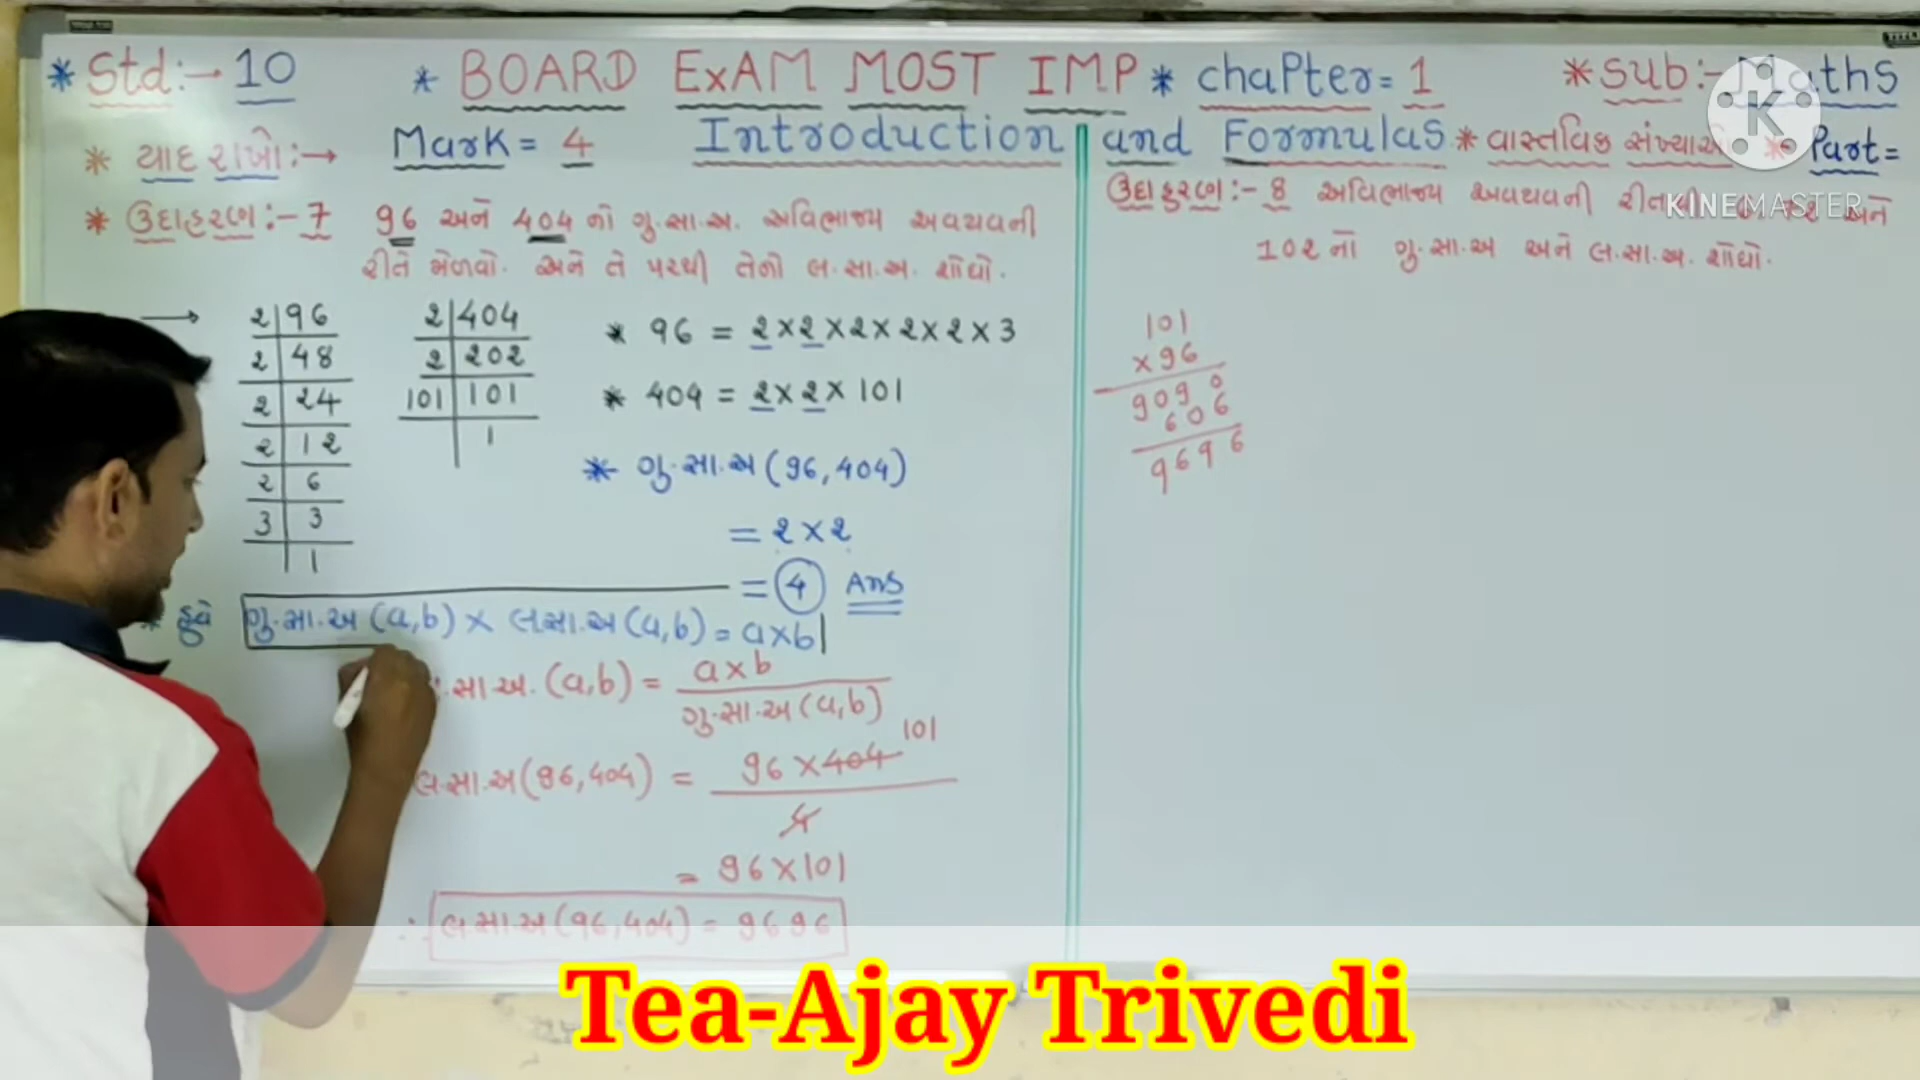 * Std:- 10 * BOARD ExAM MOST IMP * chaPter = 1 * SUB:- Maths
* યાદ રાખો:→ Mark = 4 Introduction and Formulas * વાસ્તવિક સંખ્યાઓ * Part =
* ઉદાહરણ:- 7 96 અને 404 નો ગુ.સા.અ. અવિભાજ્ય અવયવની
રીતે મેળવો. અને તે પરથી તેનો લ.સા.અ. શોધો.
→
2 | 96
2 | 48
2 | 24
2 | 12
2 | 6
3 | 3
1
2 | 404
2 | 202
101 | 101
1
* 96 = 2 × 2 × 2 × 2 × 2 × 3
* 404 = 2 × 2 × 101
* ગુ.સા.અ (96, 404)
= 2 × 2
= 4 Ans
* હવે ગુ.સા.અ (a,b) × લ.સા.અ (a,b) = a×b
સા.અ. (a,b) = a×b
ગુ.સા.અ (a,b)
લ.સા.અ (96, 404) = 96 × 404 101
4
= 96 × 101
∴ લ.સા.અ (96, 404) = 9696
ઉદાહરણ:- 8 અવિભાજ્ય અવયવની અને
102 નો ગુ.સા.અ અને લ.સા.અ. શોધો.
101
×96
9090
606
9696
K
KINEMASTER
Tea-Ajay Trivedi